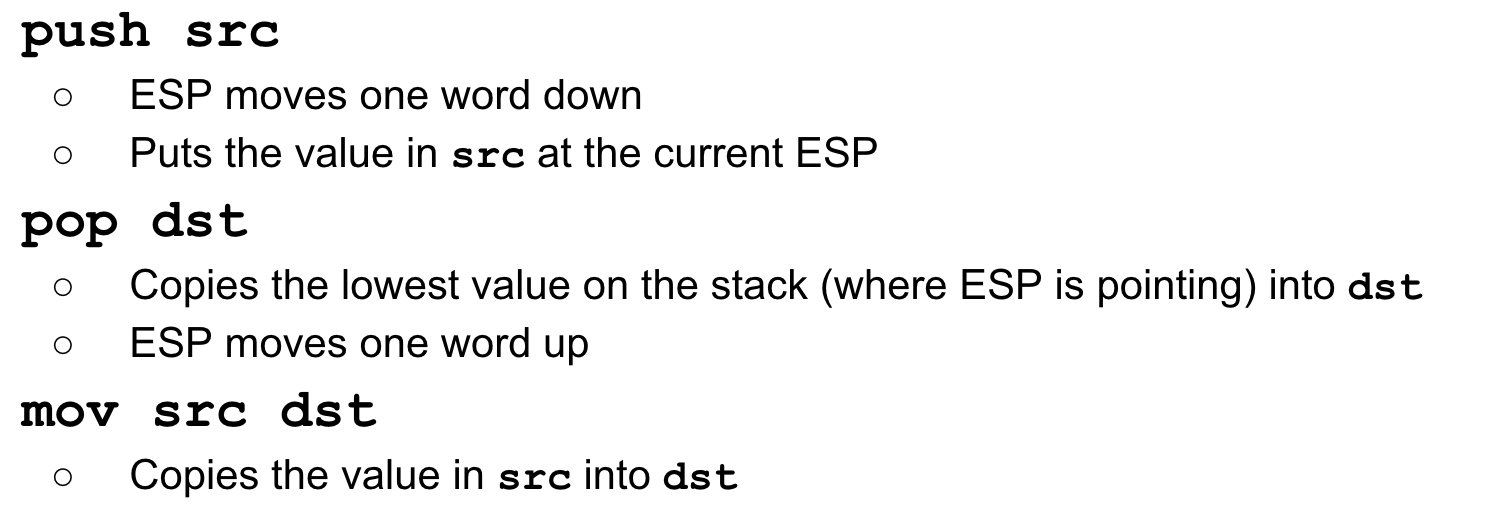 push src
○ ESP moves one word down
○ Puts the value in src at the current ESP
pop dst
○ Copies the lowest value on the stack (where ESP is pointing) into dst
○ ESP moves one word up
mov src dst
○ Copies the value in src into dst